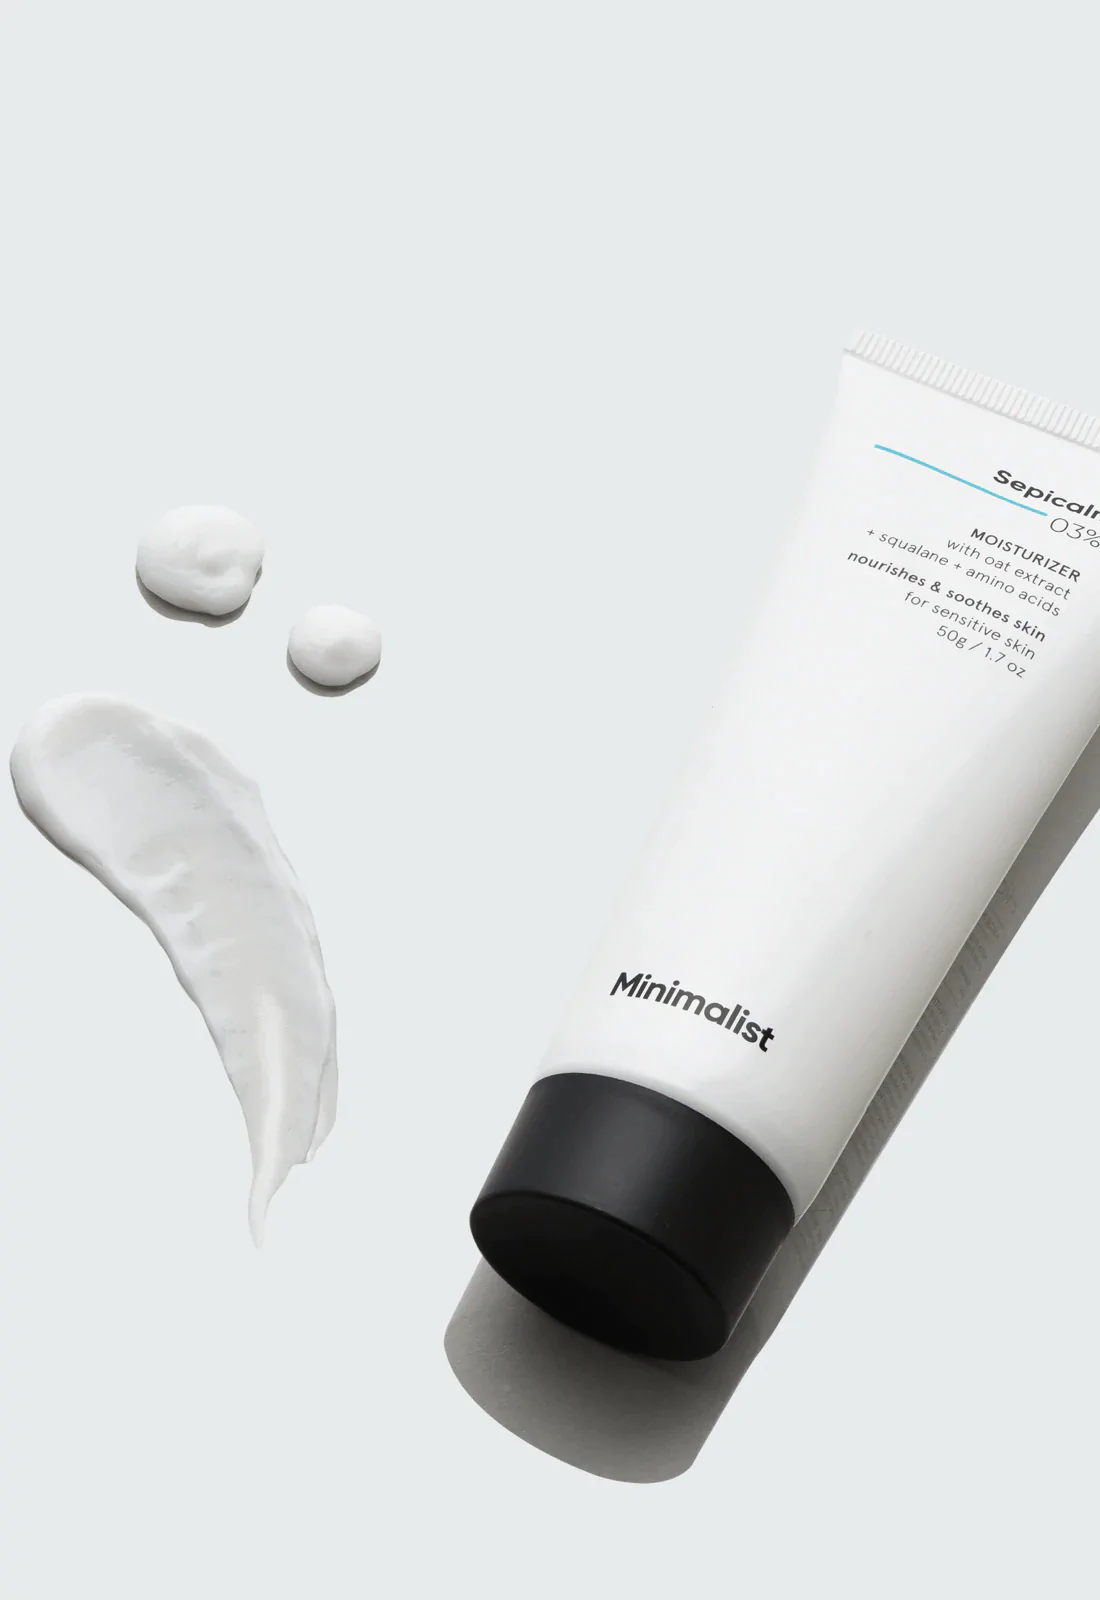 Sepicalm
03%
MOISTURIZER
with oat extract
+ squalane + amino acids
nourishes & soothes skin
for sensitive skin
50g / 1.7 oz
Minimalist